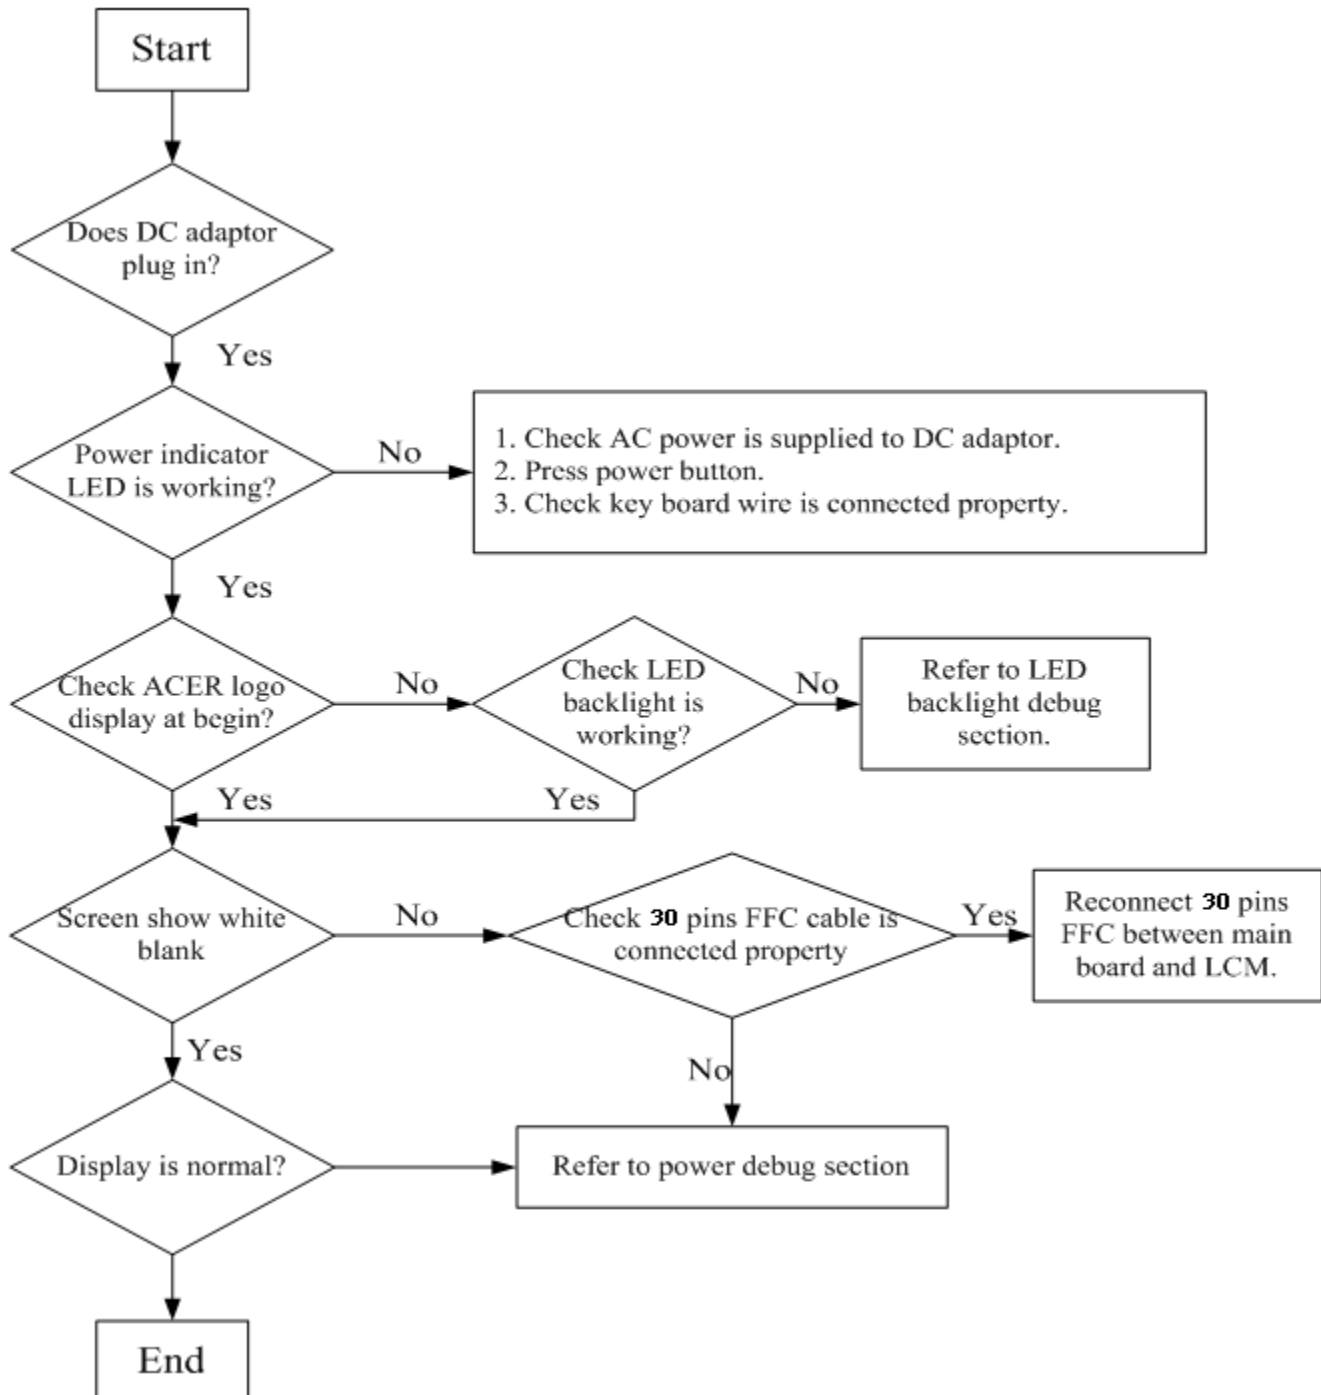 Start
Does DC adaptor
plug in?
Yes
Power indicator
LED is working?
No
1. Check AC power is supplied to DC adaptor.
2. Press power button.
3. Check key board wire is connected property.
Yes
Check ACER logo
display at begin?
No
Check LED
backlight is
working?
No
Refer to LED
backlight debug
section.
Yes
Yes
Screen show white
blank
No
Check 30 pins FFC cable is
connected property
Yes
Reconnect 30 pins
FFC between main
board and LCM.
Yes
No
Display is normal?
Refer to power debug section
End